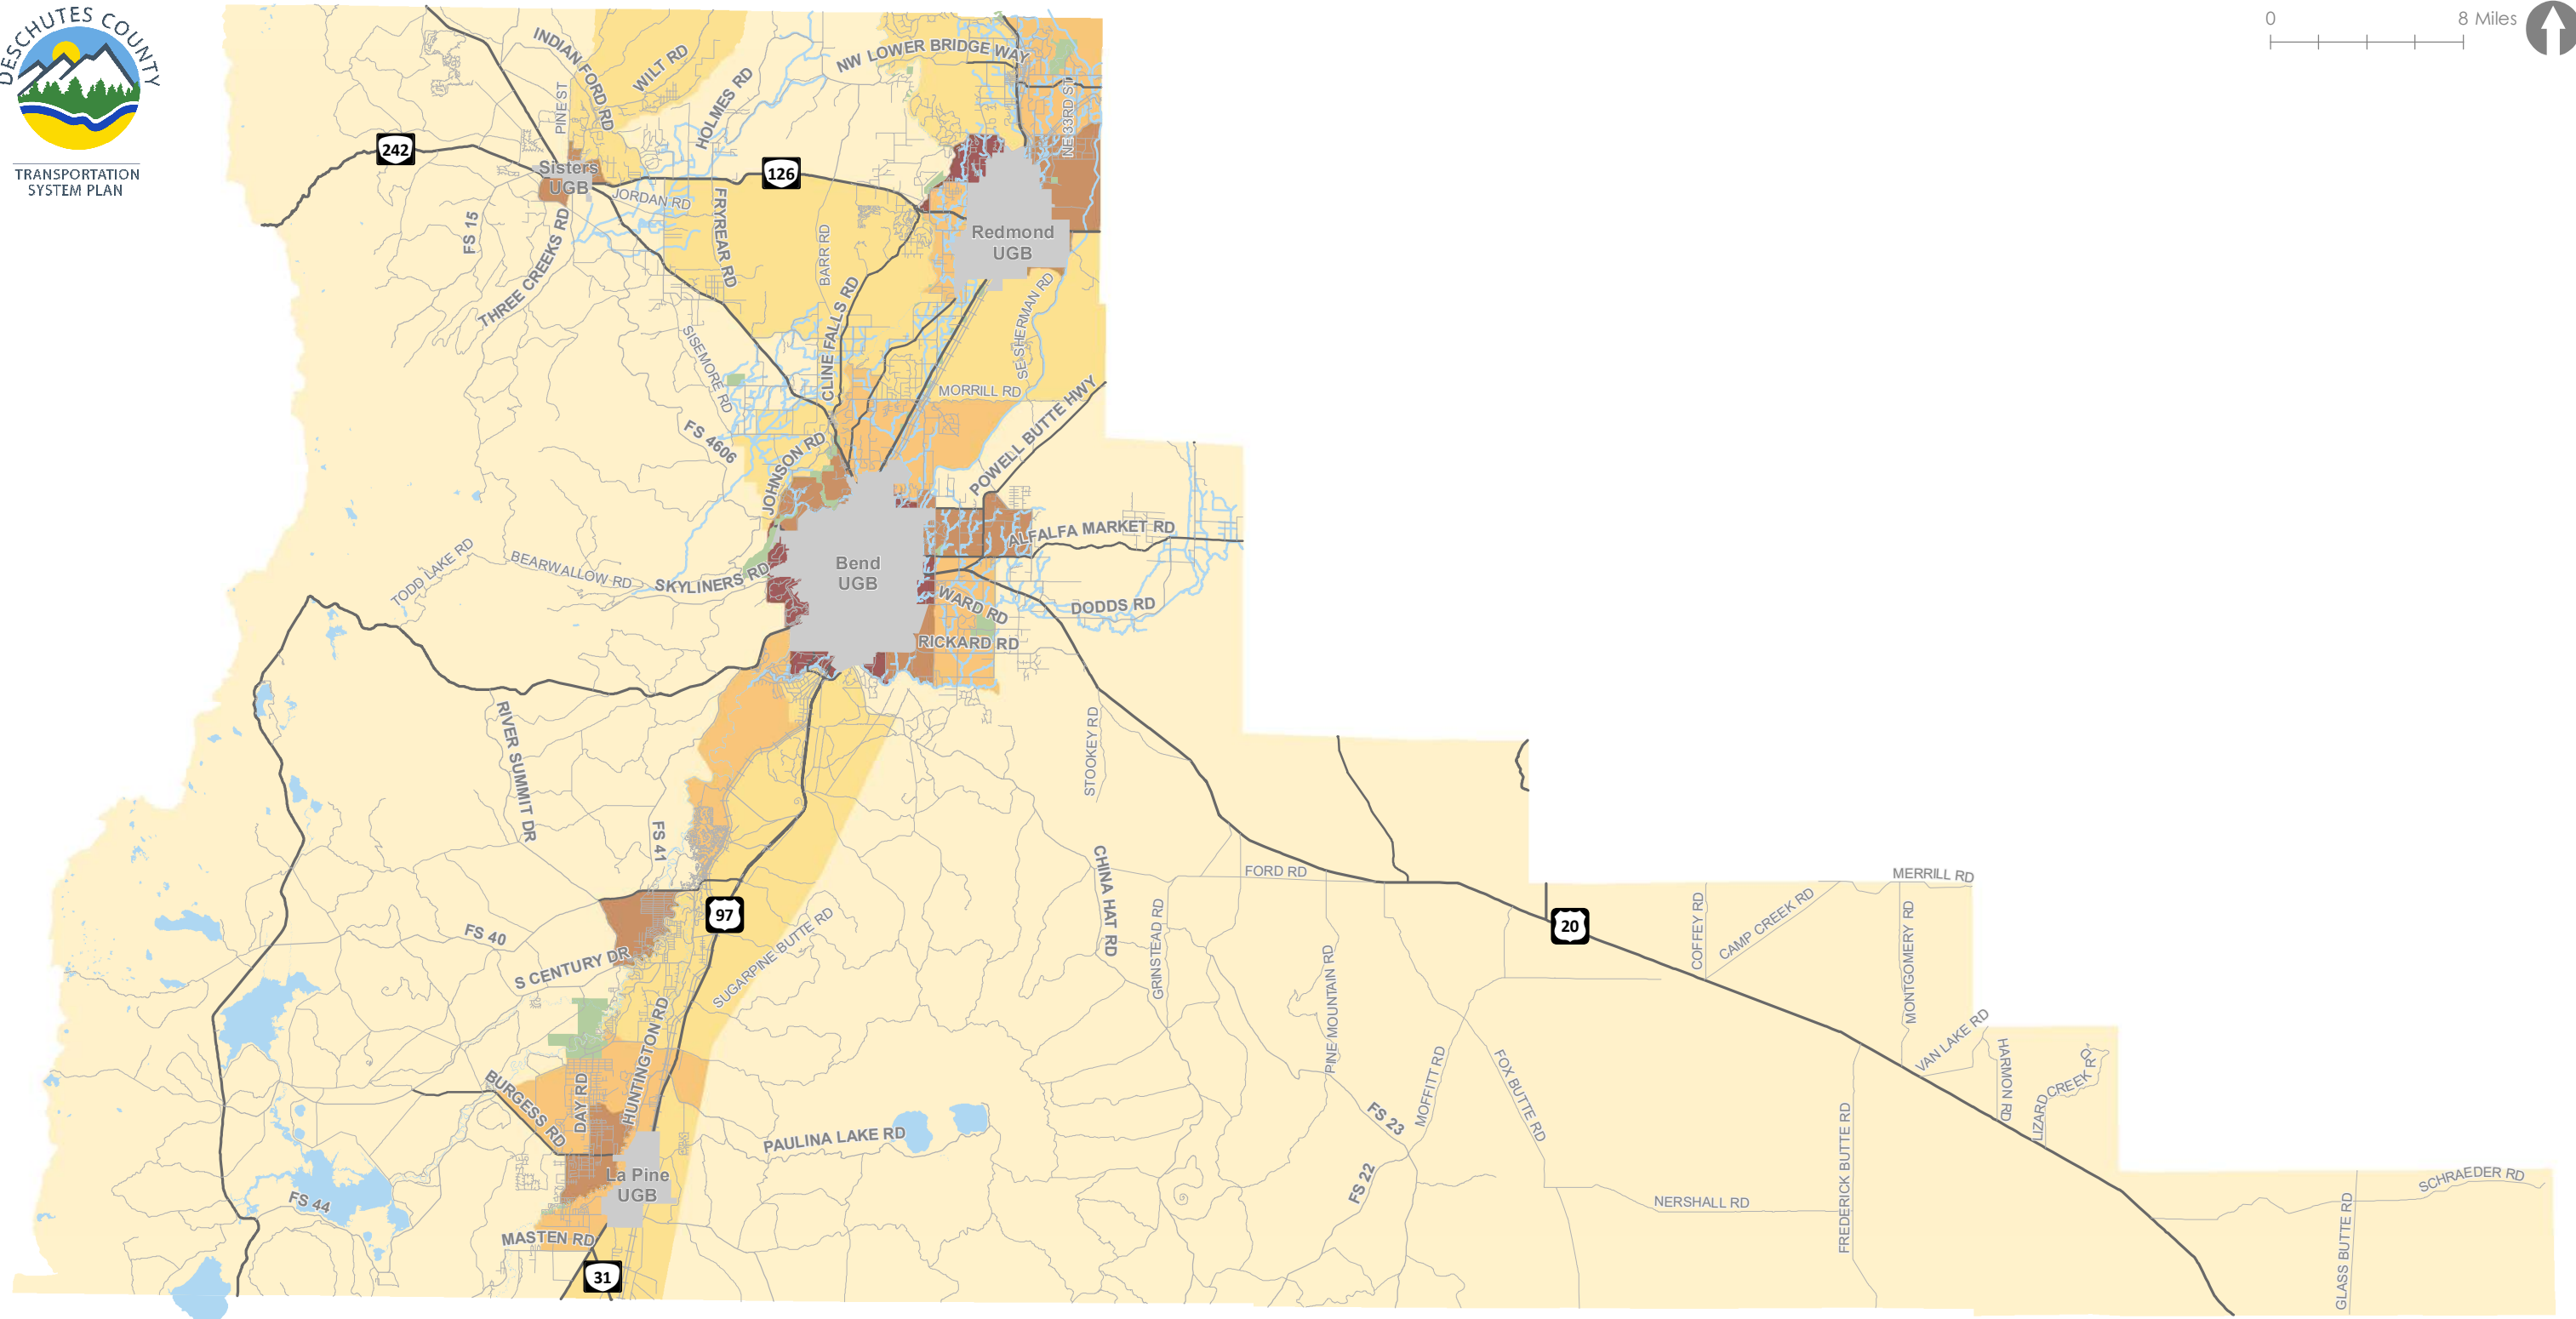 DESCHUTES COUNTY
TRANSPORTATION
SYSTEM PLAN
0
8 Miles
INDIAN FORD RD
WILT RD
PINE ST
HOLMES RD
NW LOWER BRIDGE WAY
NE 33RD ST
242
126
Sisters
UGB
JORDAN RD
FRYREAR RD
FS 15
THREE CREEKS RD
BARR RD
Redmond
UGB
CLINE FALLS RD
SE SHERMAN RD
SISEMORE RD
MORRILL RD
POWELL BUTTE HWY
FS 4606
JOHNSON RD
ALFALFA MARKET RD
TODD LAKE RD
BEARWALLOW RD
SKYLINERS RD
Bend
UGB
WARD RD
DODDS RD
RICKARD RD
RIVER SUMMIT DR
STOOKEY RD
FS 41
CHINA HAT RD
FORD RD
MERRILL RD
97
20
FS 40
S CENTURY DR
SUGARPINE BUTTE RD
GRINSTEAD RD
PINE MOUNTAIN RD
COFFEY RD
CAMP CREEK RD
MONTGOMERY RD
VAN LAKE RD
HARMON RD
LIZARD CREEK RD
HUNTINGTON RD
BURGESS RD
DAY RD
MOFFITT RD
FOX BUTTE RD
FS 23
PAULINA LAKE RD
FS 22
La Pine
UGB
FS 44
MASTEN RD
31
NERSHALL RD
FREDERICK BUTTE RD
SCHRAEDER RD
GLASS BUTTE RD